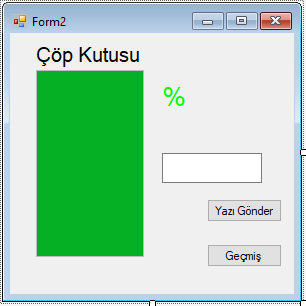 Form2
Çöp Kutusu
%
Yazı Gönder
Geçmiş